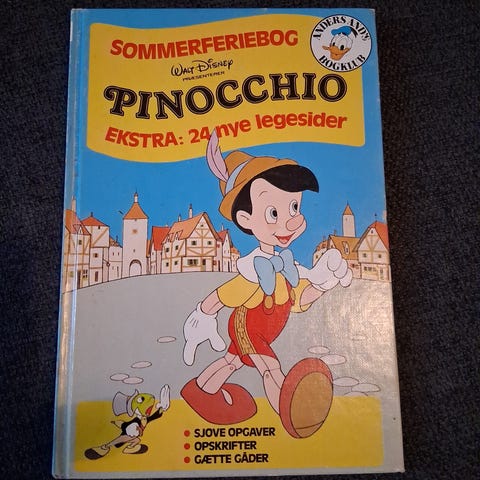 SOMMERFERIEBOG
ANDERS AND'S
BOGKLUB
Walt Disney
PRÆSENTERER
PINOCCHIO
EKSTRA: 24 nye legesider
• SJOVE OPGAVER
• OPSKRIFTER
• GÆTTE GÅDER